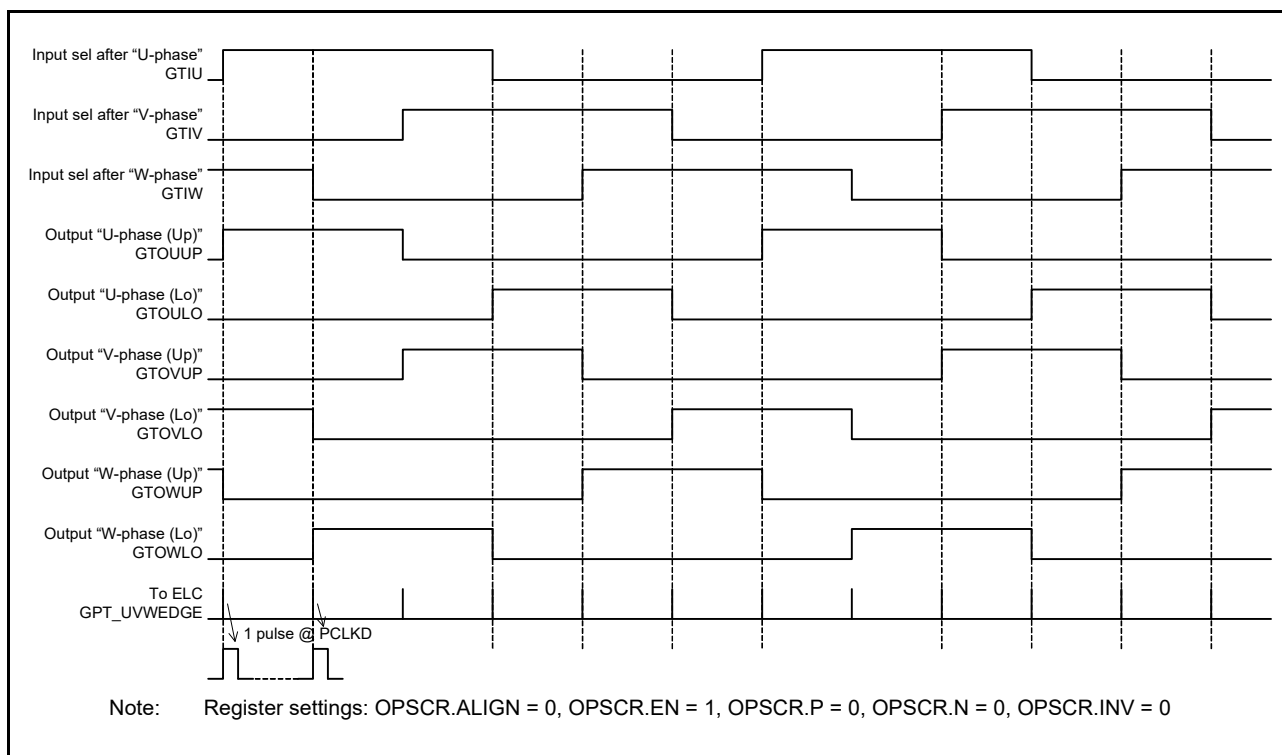 Input sel after “U-phase”
GTIU
Input sel after “V-phase”
GTIV
Input sel after “W-phase”
GTIW
Output “U-phase (Up)”
GTOUUP
Output “U-phase (Lo)”
GTOULO
Output “V-phase (Up)”
GTOVUP
Output “V-phase (Lo)”
GTOVLO
Output “W-phase (Up)”
GTOWUP
Output “W-phase (Lo)”
GTOWLO
To ELC
GPT_UVWEDGE
1 pulse @ PCLKD
Note: Register settings: OPSCR.ALIGN = 0, OPSCR.EN = 1, OPSCR.P = 0, OPSCR.N = 0, OPSCR.INV = 0